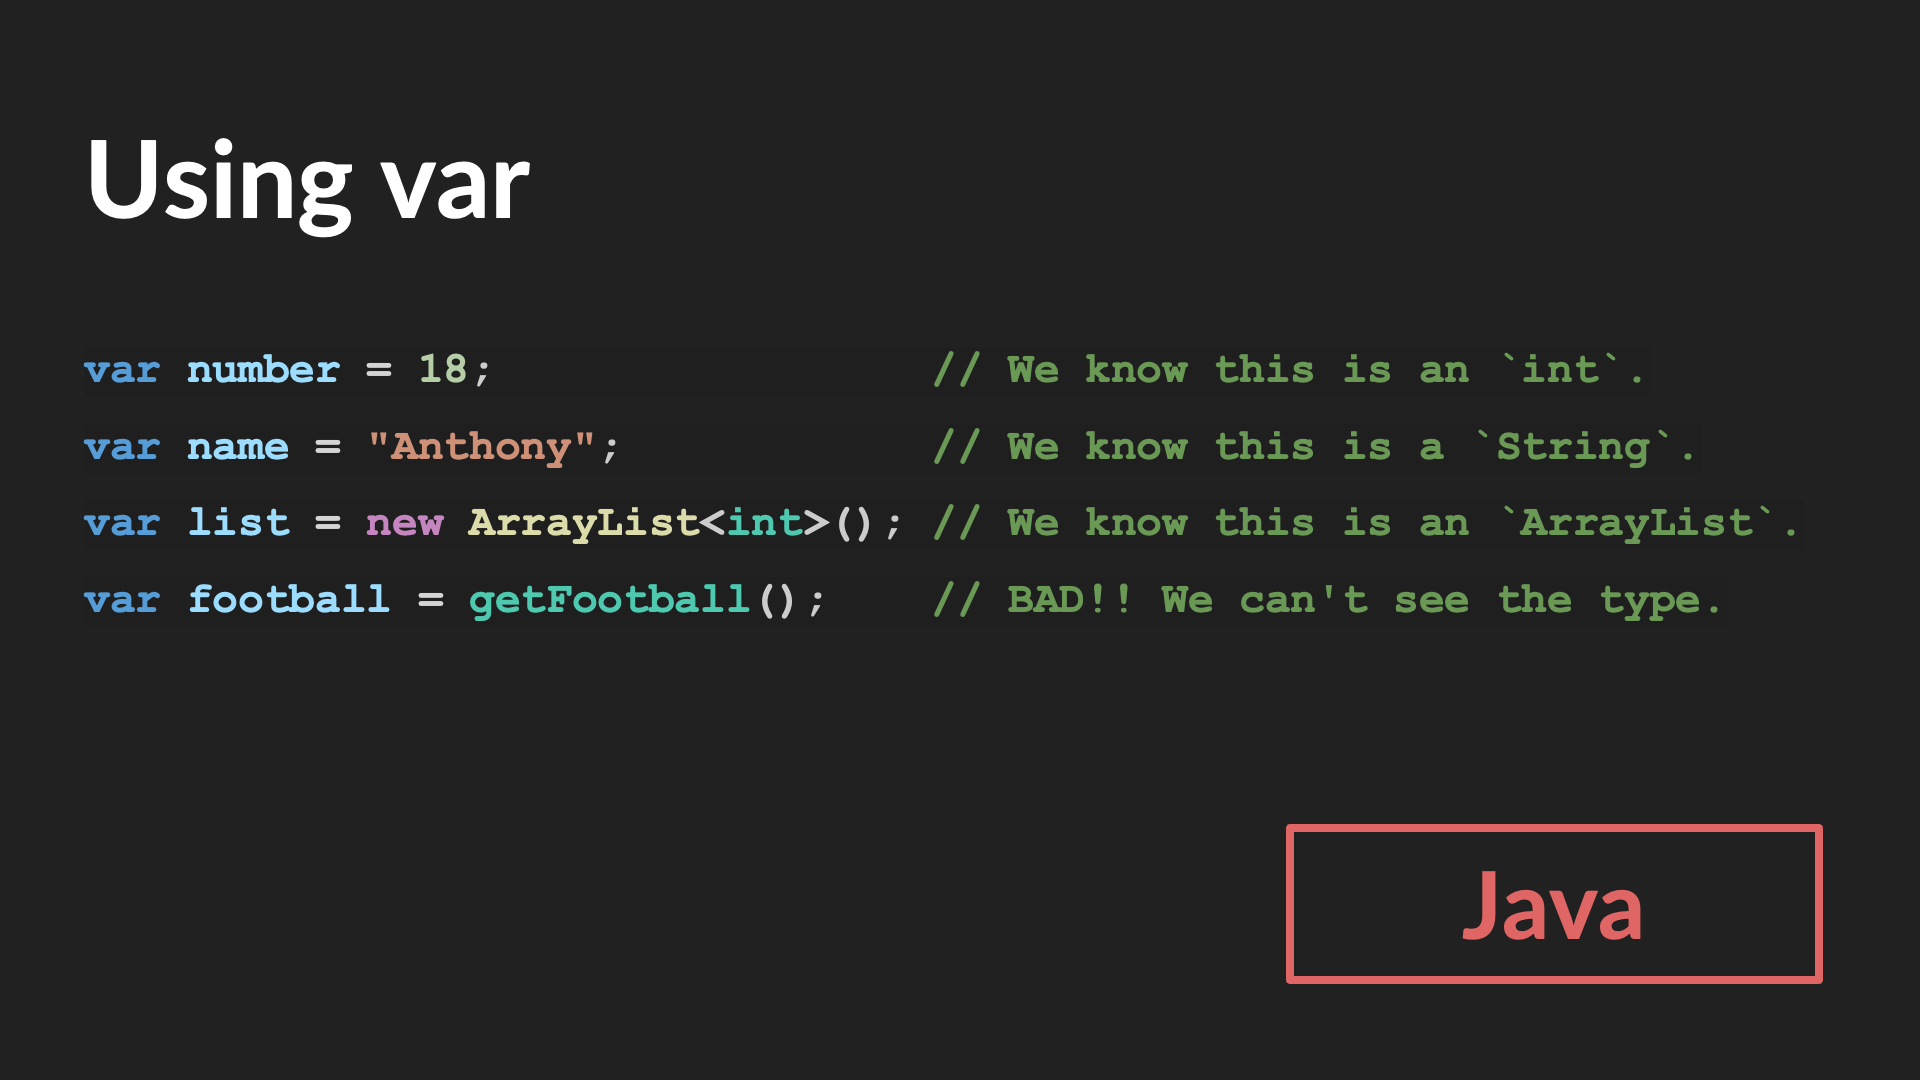 Using var
var number = 18; // We know this is an `int`.
var name = "Anthony"; // We know this is a `String`.
var list = new ArrayList<int>(); // We know this is an `ArrayList`.
var football = getFootball(); // BAD!! We can't see the type.
Java